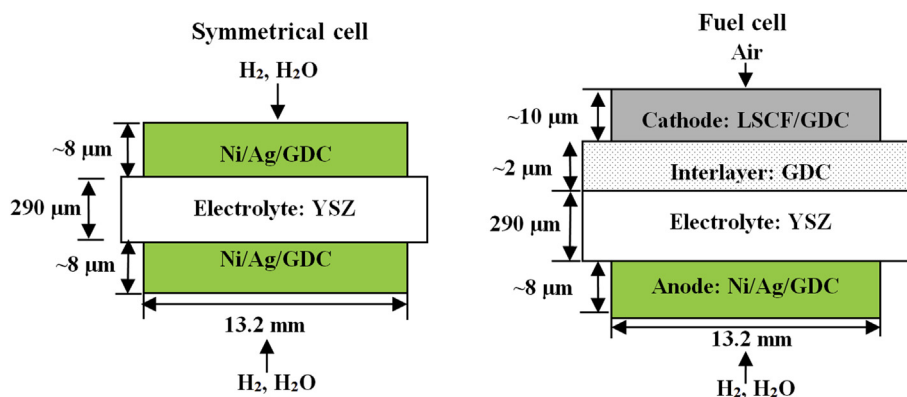 Symmetrical cell
H₂, H₂O
~8 μm
Ni/Ag/GDC
290 μm
Electrolyte: YSZ
~8 μm
Ni/Ag/GDC
13.2 mm
H₂, H₂O
Fuel cell
Air
~10 μm
Cathode: LSCF/GDC
~2 μm
Interlayer: GDC
290 μm
Electrolyte: YSZ
~8 μm
Anode: Ni/Ag/GDC
13.2 mm
H₂, H₂O